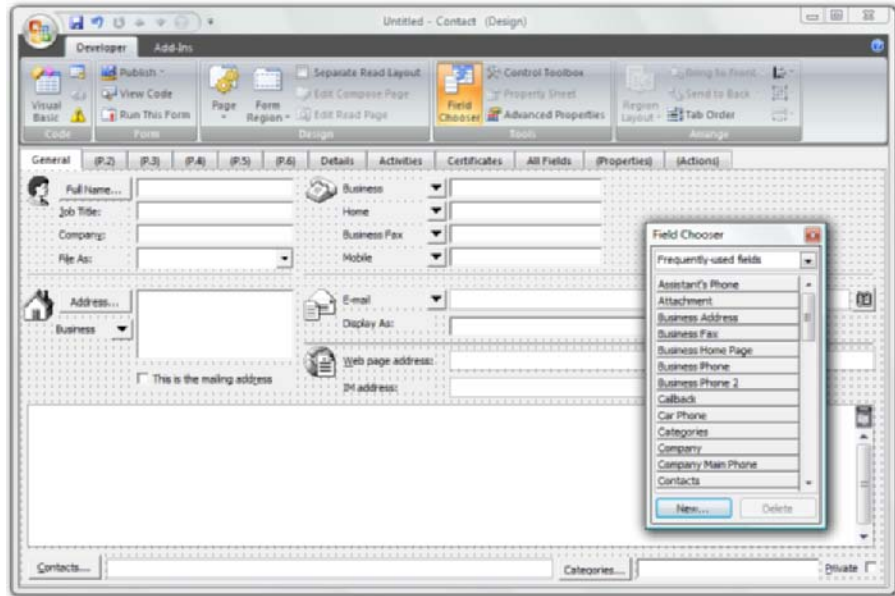 Untitled - Contact (Design)
Developer Add-Ins
Visual Basic
Code
Publish
View Code
Run This Form
Form
Page
Form Region
Separate Read Layout
Edit Compose Page
Edit Read Page
Design
Field Chooser
Control Toolbox
Property Sheet
Advanced Properties
Tools
Region Layout
Bring to Front
Send to Back
Tab Order
Arrange
General (P.2) (P.3) (P.4) (P.5) (P.6) Details Activities Certificates All Fields (Properties) (Actions)
Full Name...
Job Title:
Company:
File As:
Business
Home
Business Fax
Mobile
Address...
Business
This is the mailing address
E-mail
Display As:
Web page address:
IM address:
Field Chooser
Frequently-used fields
Assistant's Phone
Attachment
Business Address
Business Fax
Business Home Page
Business Phone
Business Phone 2
Callback
Car Phone
Categories
Company
Company Main Phone
Contacts
New... Delete
Contacts... Categories... Private